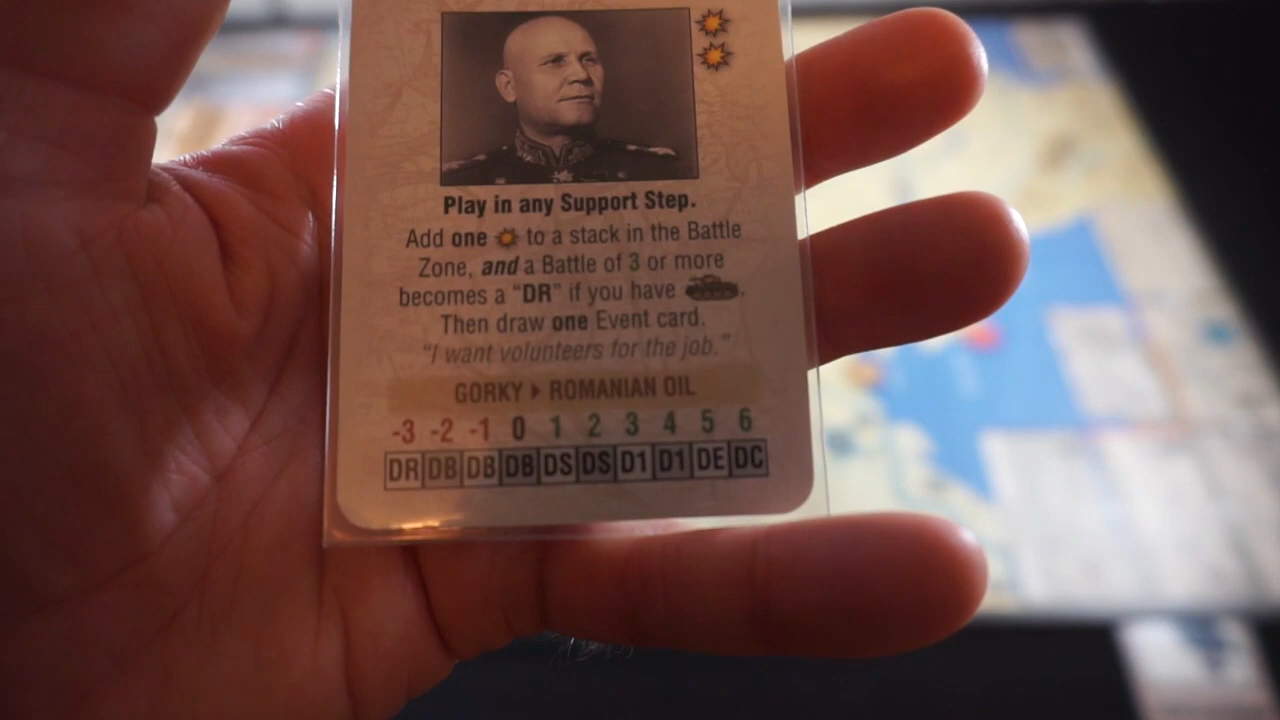 Play in any Support Step.
Add one to a stack in the Battle
Zone, and a Battle of 3 or more
becomes a "DR" if you have .
Then draw one Event card.
"I want volunteers for the job."
GORKY ▸ ROMANIAN OIL
-3 -2 -1 0 1 2 3 4 5 6
DR DB DB DB DS DS D1 D1 DE DC